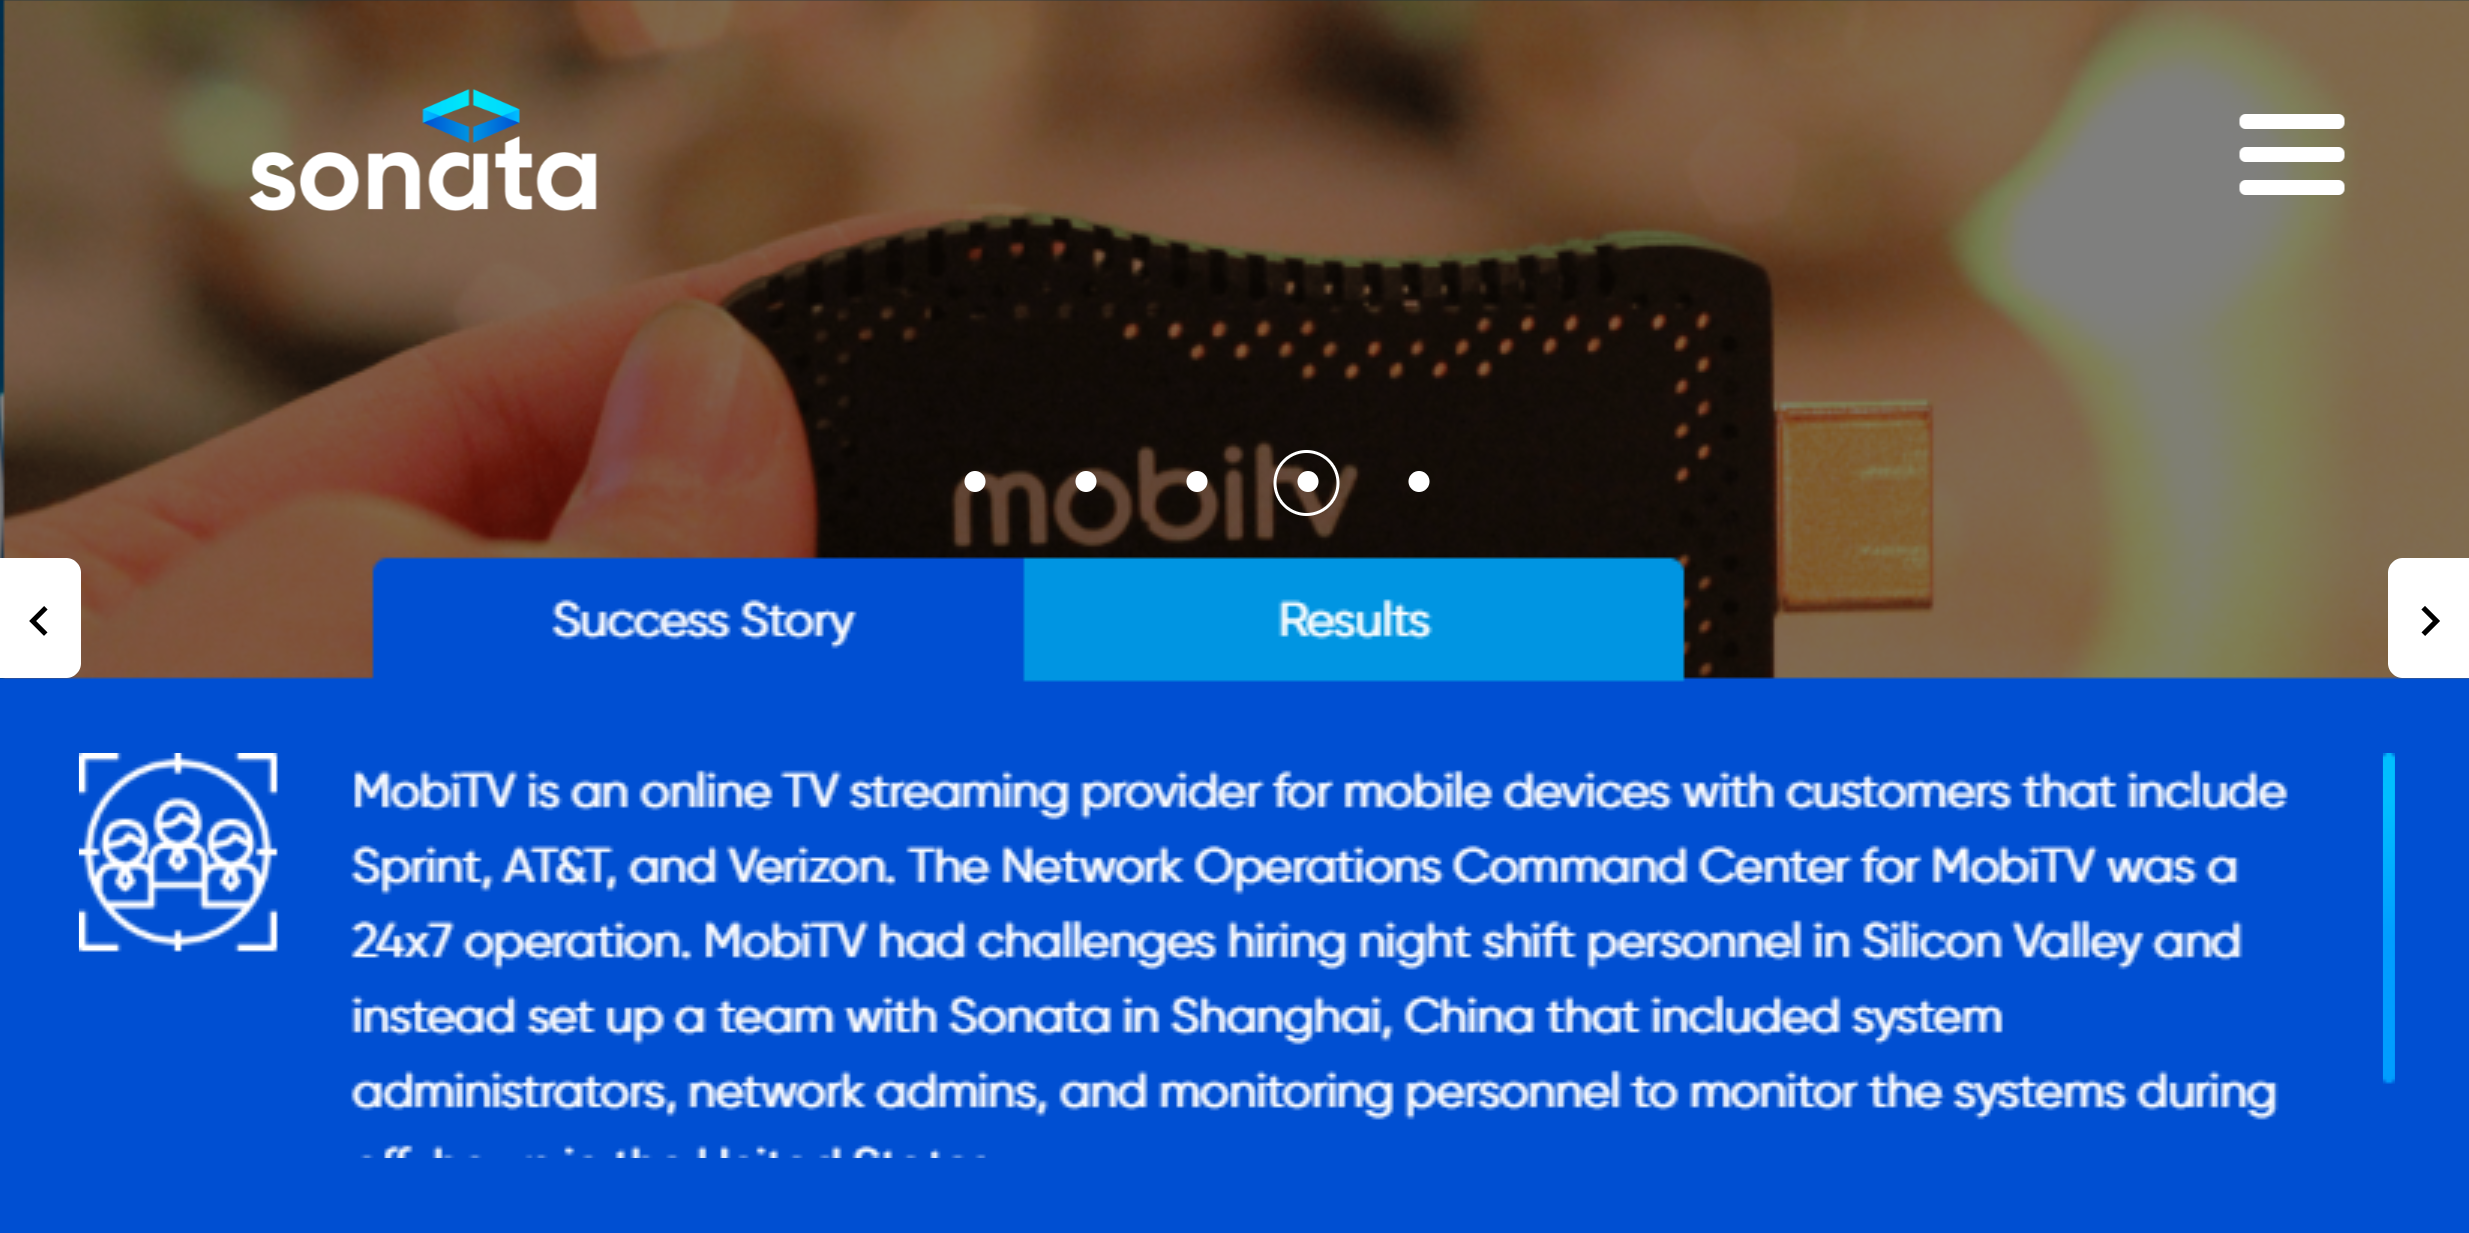 sonata
mobitv
Success Story
Results
MobiTV is an online TV streaming provider for mobile devices with customers that include
Sprint, AT&T, and Verizon. The Network Operations Command Center for MobiTV was a
24x7 operation. MobiTV had challenges hiring night shift personnel in Silicon Valley and
instead set up a team with Sonata in Shanghai, China that included system
administrators, network admins, and monitoring personnel to monitor the systems during